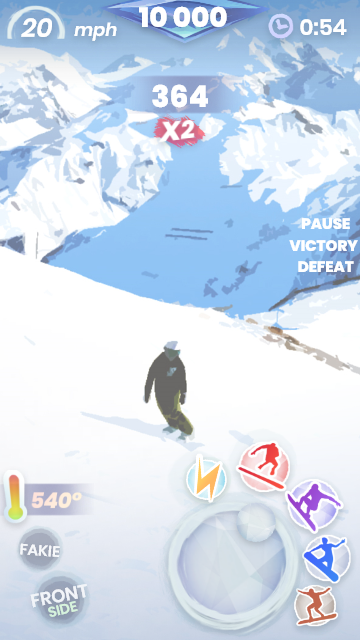 20 mph
10 000
0:54
364
X2
PAUSE
VICTORY
DEFEAT
540°
FAKIE
FRONT
SIDE